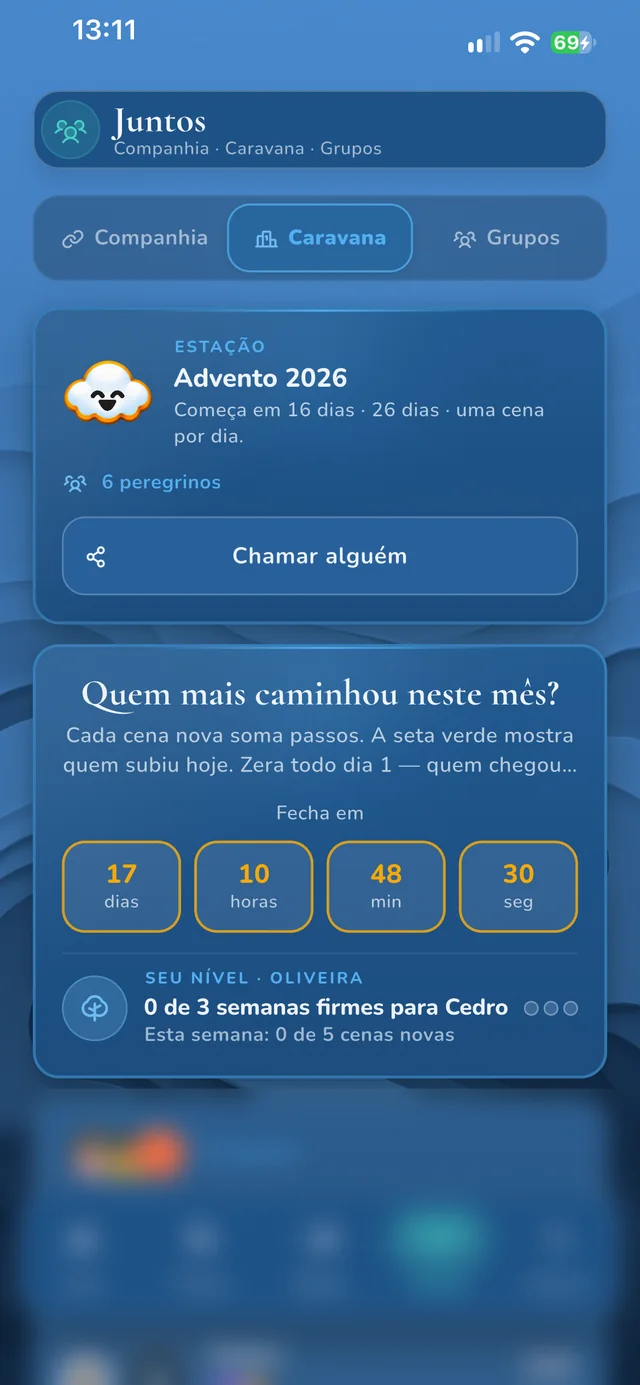 13:11
69
Juntos
Companhia · Caravana · Grupos
Companhia
Caravana
Grupos
ESTAÇÃO
Advento 2026
Começa em 16 dias · 26 dias · uma cena
por dia.
6 peregrinos
Chamar alguém
Quem mais caminhou neste mês?
Cada cena nova soma passos. A seta verde mostra
quem subiu hoje. Zera todo dia 1 — quem chegou...
Fecha em
17
dias
10
horas
48
min
30
seg
SEU NÍVEL · OLIVEIRA
0 de 3 semanas firmes para Cedro
Esta semana: 0 de 5 cenas novas